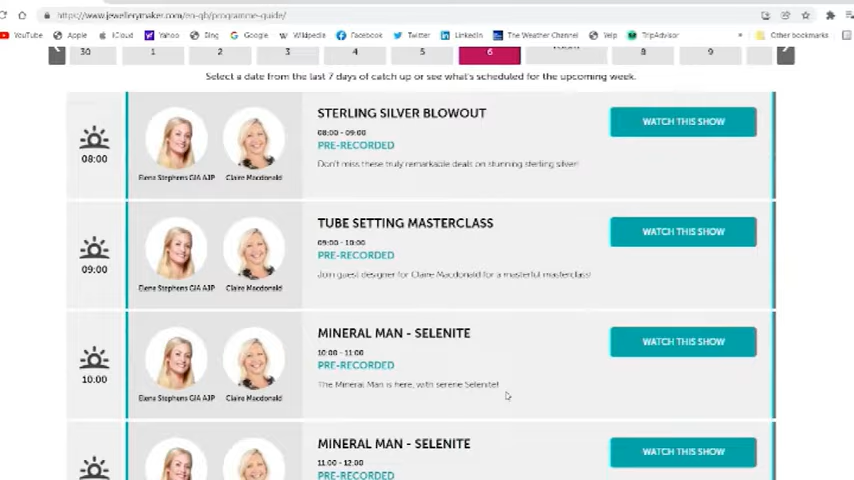 https://www.jewellerymaker.com/en-gb/programme-guide/
YouTube Apple iCloud Yahoo Bing Google Wikipedia Facebook Twitter LinkedIn The Weather Channel Yelp TripAdvisor » Other bookmarks
30 1 2 3 4 5 6 8 9
Select a date from the last 7 days of catch up or see what's scheduled for the upcoming week.
08:00
Elena Stephens GIA AJP Claire Macdonald
STERLING SILVER BLOWOUT
08:00 - 09:00
PRE-RECORDED
Don't miss these truly remarkable deals on stunning sterling silver!
WATCH THIS SHOW
09:00
Elena Stephens GIA AJP Claire Macdonald
TUBE SETTING MASTERCLASS
09:00 - 10:00
PRE-RECORDED
Join guest designer for Claire Macdonald for a masterful masterclass!
WATCH THIS SHOW
10:00
Elena Stephens GIA AJP Claire Macdonald
MINERAL MAN - SELENITE
10:00 - 11:00
PRE-RECORDED
The Mineral Man is here, with serene Selenite!
WATCH THIS SHOW
MINERAL MAN - SELENITE
11:00 - 12:00
PRE-RECORDED
WATCH THIS SHOW